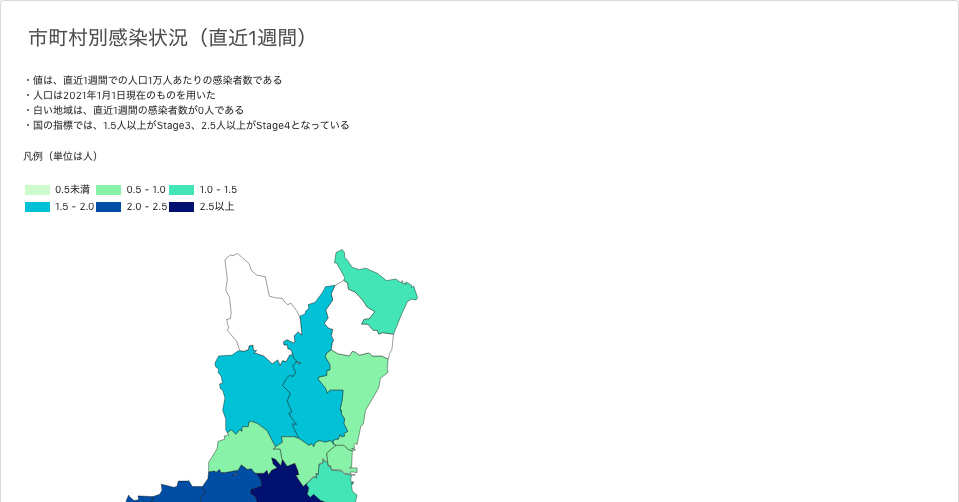 市町村別感染状況（直近1週間）
・値は、直近1週間での人口1万人あたりの感染者数である
・人口は2021年1月1日現在のものを用いた
・白い地域は、直近1週間の感染者数が0人である
・国の指標では、1.5人以上がStage3、2.5人以上がStage4となっている
凡例（単位は人）
0.5未満 0.5 - 1.0 1.0 - 1.5
1.5 - 2.0 2.0 - 2.5 2.5以上